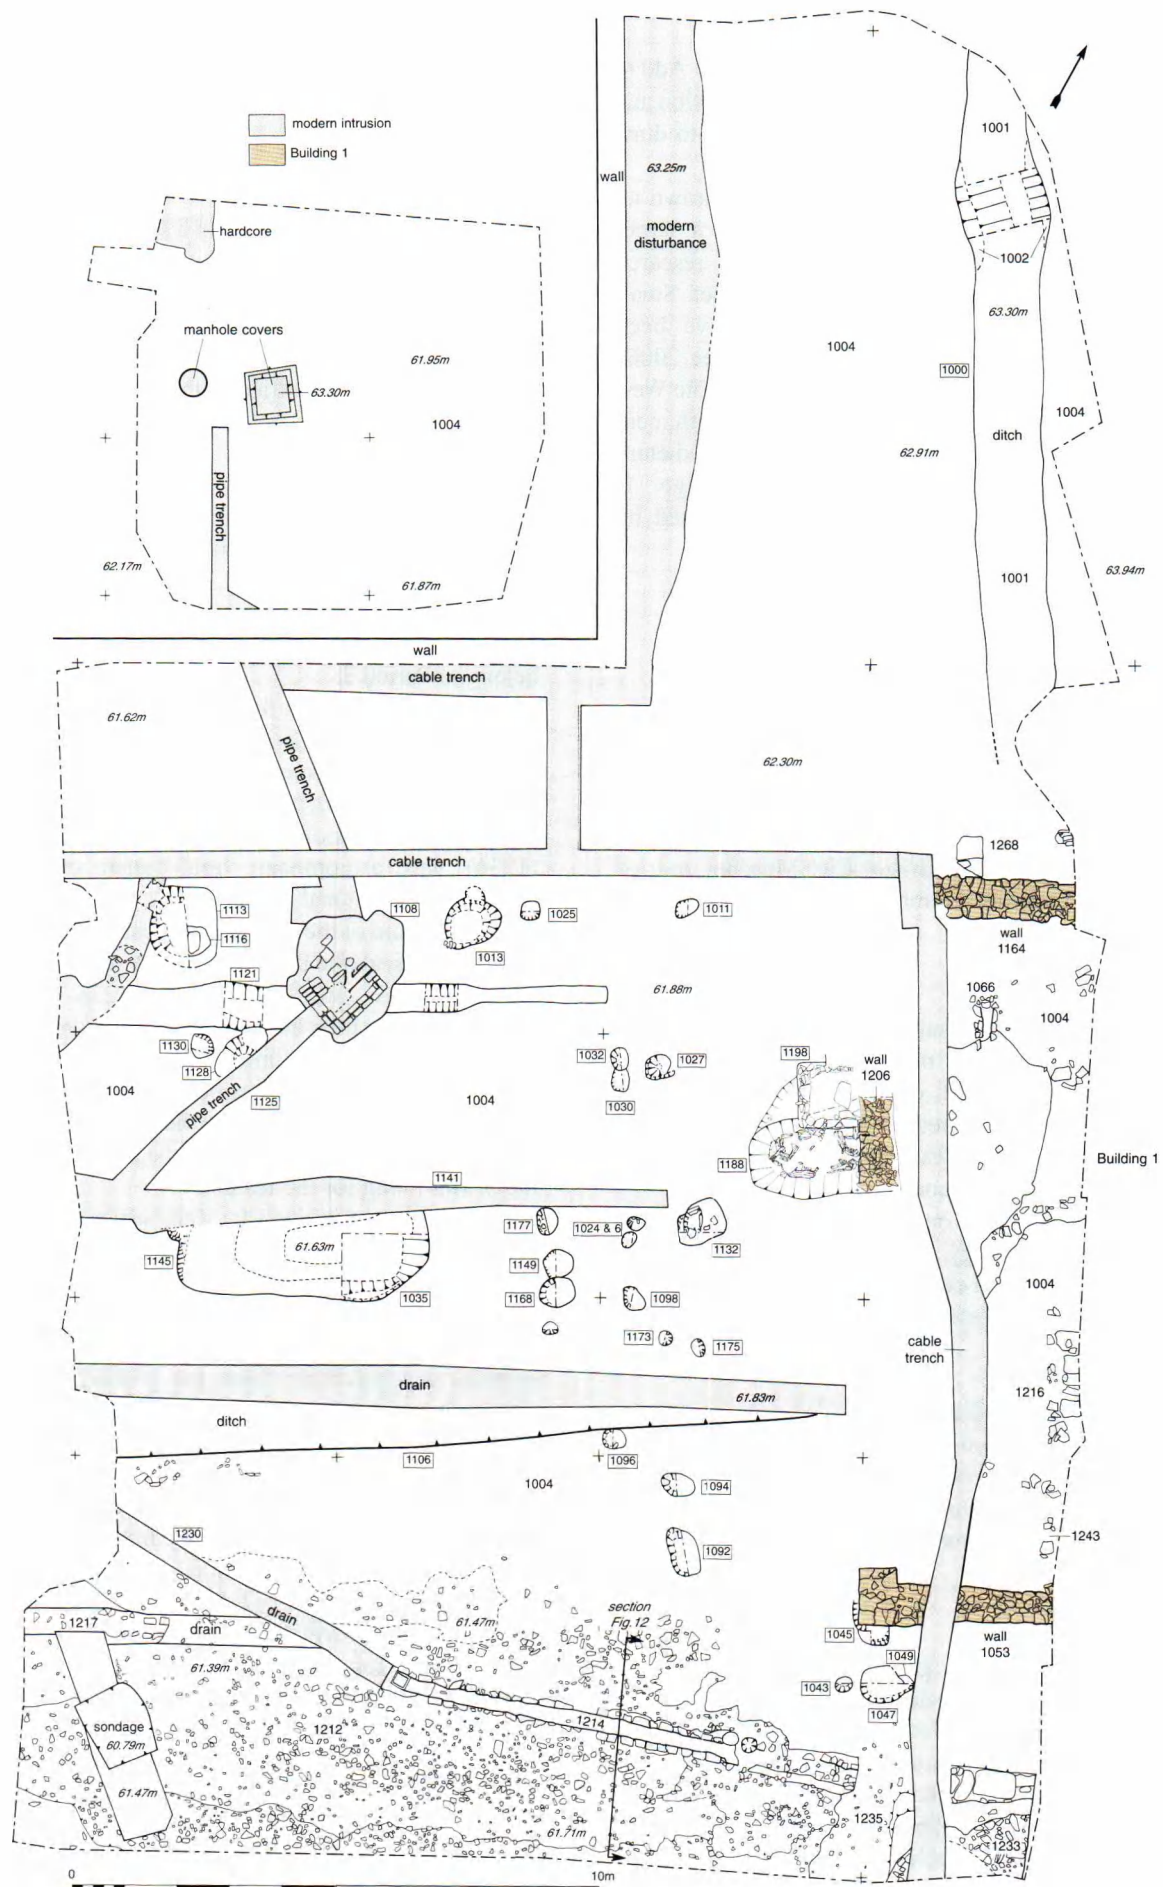 modern intrusion
Building 1
1001
wall
63.25m
hardcore
modern
disturbance
1002
63.30m
manhole covers
61.95m
1004
1000
63.30m
1004
1004
ditch
62.91m
pipe trench
62.17m
61.87m
1001
63.94m
wall
cable trench
61.62m
pipe trench
62.30m
cable trench
1268
1113
1108
1025
1011
1116
1013
wall
1164
1121
61.88m
1066
1004
1130
1032
1027
1198
wall
1206
1128
1004
1125
pipe trench
1004
1030
1188
Building 1
1141
1177
1024 & 6
1132
61.63m
1145
1149
1035
1168
1098
1004
1173
1175
cable
trench
drain
61.83m
1216
ditch
1106
1096
1004
1094
1243
1230
1092
drain
61.47m
section
Fig.12
1217
drain
1045
wall
1053
61.39m
1049
1043
1047
sondage
60.79m
1212
1214
61.47m
61.71m
1235
1233
0
10m